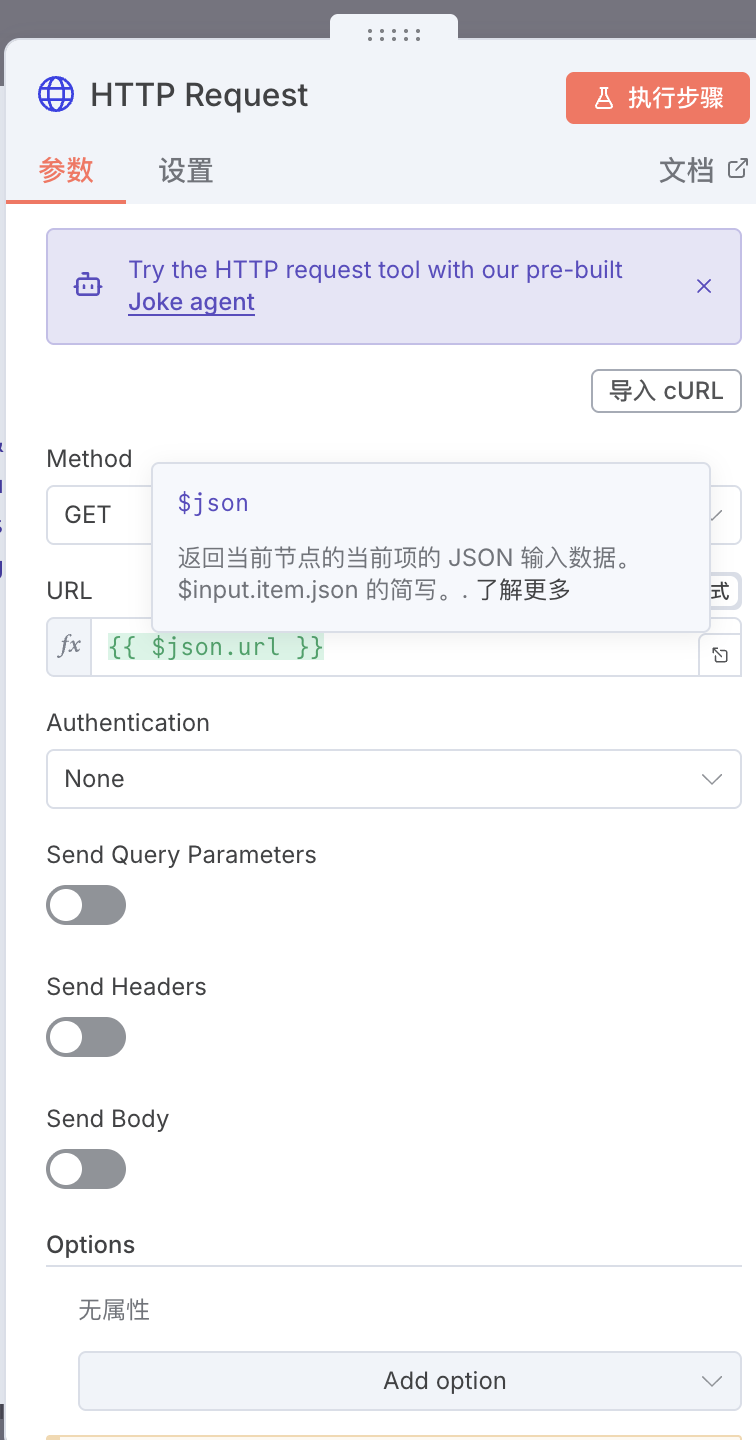 HTTP Request
执行步骤
参数
设置
文档
Try the HTTP request tool with our pre-built
Joke agent
导入 cURL
Method
GET
$json
返回当前节点的当前项的 JSON 输入数据。
$input.item.json 的简写。. 了解更多
URL
式
fx
{{ $json.url }}
Authentication
None
Send Query Parameters
Send Headers
Send Body
Options
无属性
Add option